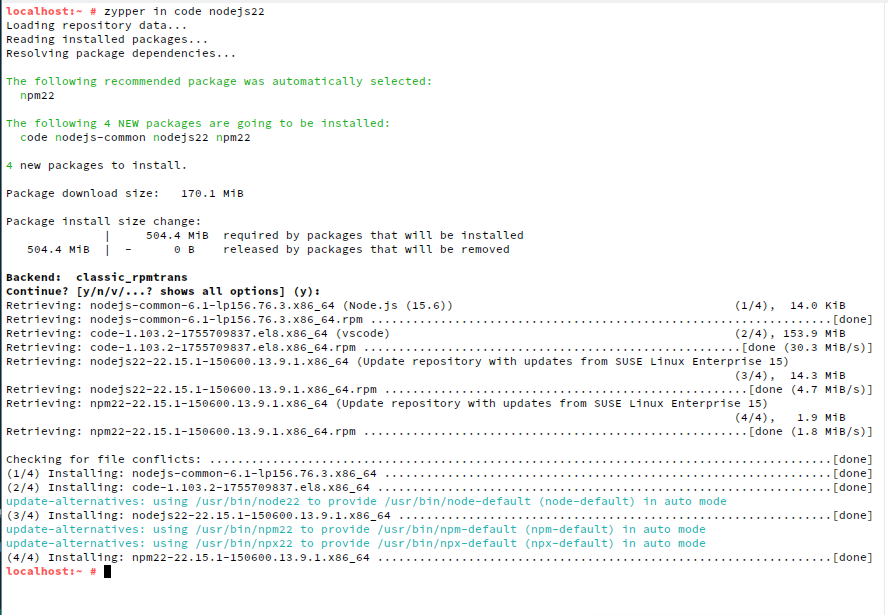 localhost:~ # zypper in code nodejs22
Loading repository data...
Reading installed packages...
Resolving package dependencies...
The following recommended package was automatically selected:
  npm22
The following 4 NEW packages are going to be installed:
  code nodejs-common nodejs22 npm22
4 new packages to install.
Package download size:   170.1 MiB
Package install size change:
              |     504.4 MiB  required by packages that will be installed
   504.4 MiB  |  -      0 B    released by packages that will be removed
Backend:  classic_rpmtrans
Continue? [y/n/v/...? shows all options] (y):
Retrieving: nodejs-common-6.1-lp156.76.3.x86_64 (Node.js (15.6))                                        (1/4),  14.0 KiB
Retrieving: nodejs-common-6.1-lp156.76.3.x86_64.rpm ..................................................................[done]
Retrieving: code-1.103.2-1755709837.el8.x86_64 (vscode)                                                 (2/4), 153.9 MiB
Retrieving: code-1.103.2-1755709837.el8.x86_64.rpm .......................................................[done (30.3 MiB/s)]
Retrieving: nodejs22-22.15.1-150600.13.9.1.x86_64 (Update repository with updates from SUSE Linux Enterprise 15)
                                                                                                        (3/4),  14.3 MiB
Retrieving: nodejs22-22.15.1-150600.13.9.1.x86_64.rpm ....................................................[done (4.7 MiB/s)]
Retrieving: npm22-22.15.1-150600.13.9.1.x86_64 (Update repository with updates from SUSE Linux Enterprise 15)
                                                                                                        (4/4),   1.9 MiB
Retrieving: npm22-22.15.1-150600.13.9.1.x86_64.rpm .......................................................[done (1.8 MiB/s)]
Checking for file conflicts: .........................................................................................[done]
(1/4) Installing: nodejs-common-6.1-lp156.76.3.x86_64 ................................................................[done]
(2/4) Installing: code-1.103.2-1755709837.el8.x86_64 .................................................................[done]
update-alternatives: using /usr/bin/node22 to provide /usr/bin/node-default (node-default) in auto mode
(3/4) Installing: nodejs22-22.15.1-150600.13.9.1.x86_64 ..............................................................[done]
update-alternatives: using /usr/bin/npm22 to provide /usr/bin/npm-default (npm-default) in auto mode
update-alternatives: using /usr/bin/npx22 to provide /usr/bin/npx-default (npx-default) in auto mode
(4/4) Installing: npm22-22.15.1-150600.13.9.1.x86_64 .................................................................[done]
localhost:~ #